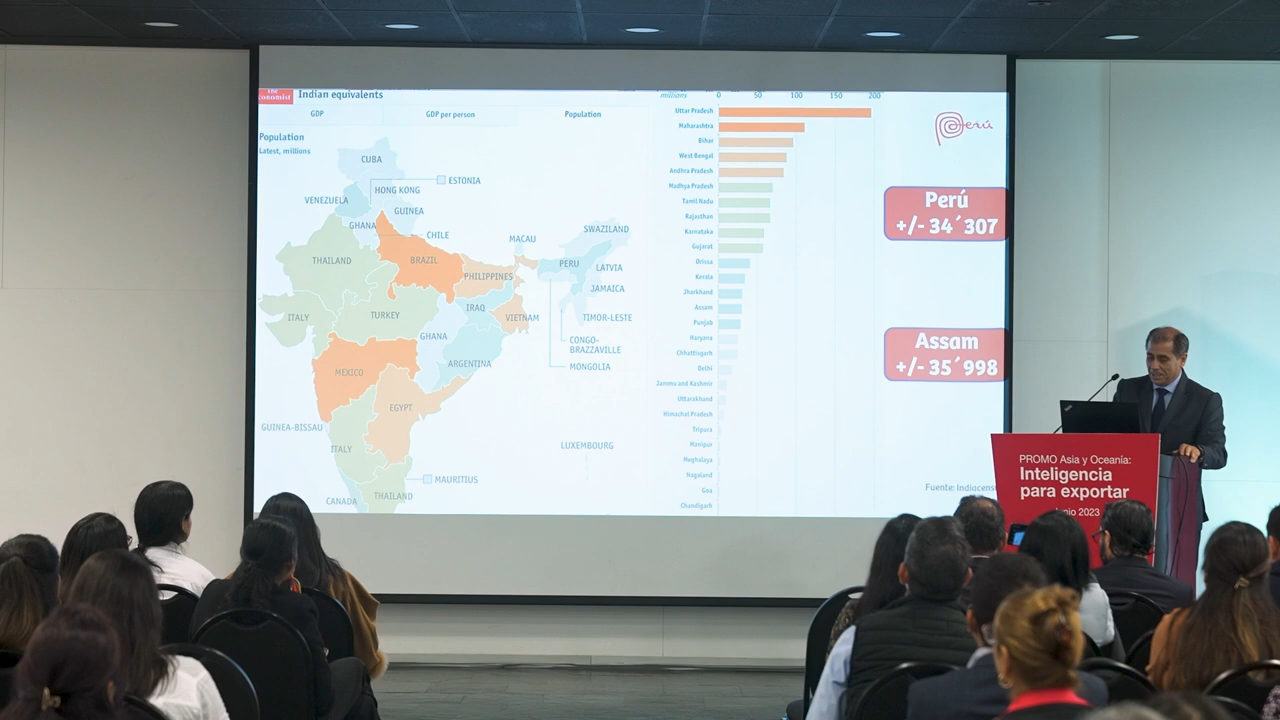 The Economist
Indian equivalents
GDP
GDP per person
Population
Population
Latest, millions
CUBA
ESTONIA
HONG KONG
VENEZUELA
GUINEA
GHANA
CHILE
MACAU
SWAZILAND
THAILAND
BRAZIL
PHILIPPINES
PERU
LATVIA
JAMAICA
ITALY
TURKEY
IRAQ
VIETNAM
TIMOR-LESTE
GHANA
CONGO-
BRAZZAVILLE
ARGENTINA
MONGOLIA
MEXICO
EGYPT
GUINEA-BISSAU
ITALY
LUXEMBOURG
MAURITIUS
CANADA
THAILAND
millions
0 50 100 150 200
Uttar Pradesh
Maharashtra
Bihar
West Bengal
Andhra Pradesh
Madhya Pradesh
Tamil Nadu
Rajasthan
Karnataka
Gujarat
Orissa
Kerala
Jharkhand
Assam
Punjab
Haryana
Chhattisgarh
Delhi
Jammu and Kashmir
Uttarakhand
Himachal Pradesh
Tripura
Manipur
Meghalaya
Nagaland
Goa
Chandigarh
Perú
Perú
+/- 34´307
Assam
+/- 35´998
Fuente:
PROMO Asia y Oceanía:
Inteligencia
para exportar
2023